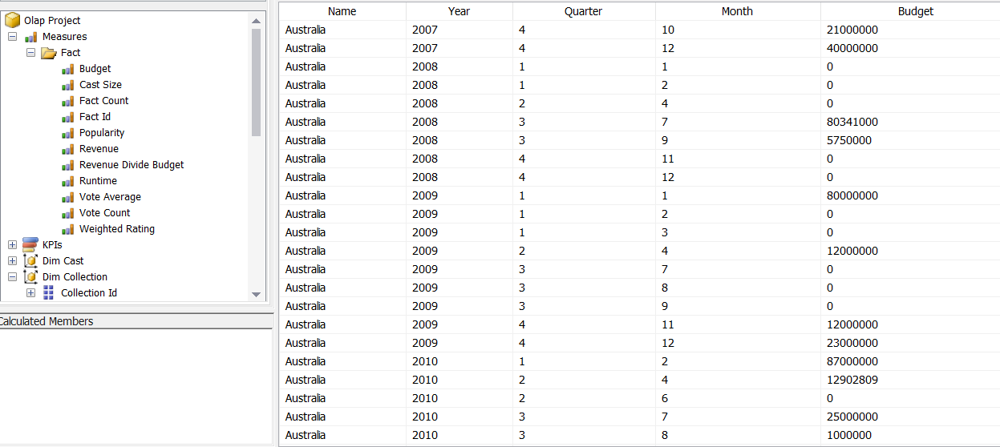 Olap Project
Measures
Fact
Budget
Cast Size
Fact Count
Fact Id
Popularity
Revenue
Revenue Divide Budget
Runtime
Vote Average
Vote Count
Weighted Rating
KPIs
Dim Cast
Dim Collection
Collection Id
Calculated Members
Name Year Quarter Month Budget
Australia 2007 4 10 21000000
Australia 2007 4 12 40000000
Australia 2008 1 1 0
Australia 2008 1 2 0
Australia 2008 2 4 0
Australia 2008 3 7 80341000
Australia 2008 3 9 5750000
Australia 2008 4 11 0
Australia 2008 4 12 0
Australia 2009 1 1 80000000
Australia 2009 1 2 0
Australia 2009 1 3 0
Australia 2009 2 4 12000000
Australia 2009 3 7 0
Australia 2009 3 8 0
Australia 2009 3 9 0
Australia 2009 4 11 12000000
Australia 2009 4 12 23000000
Australia 2010 1 2 87000000
Australia 2010 2 4 12902809
Australia 2010 2 6 0
Australia 2010 3 7 25000000
Australia 2010 3 8 1000000